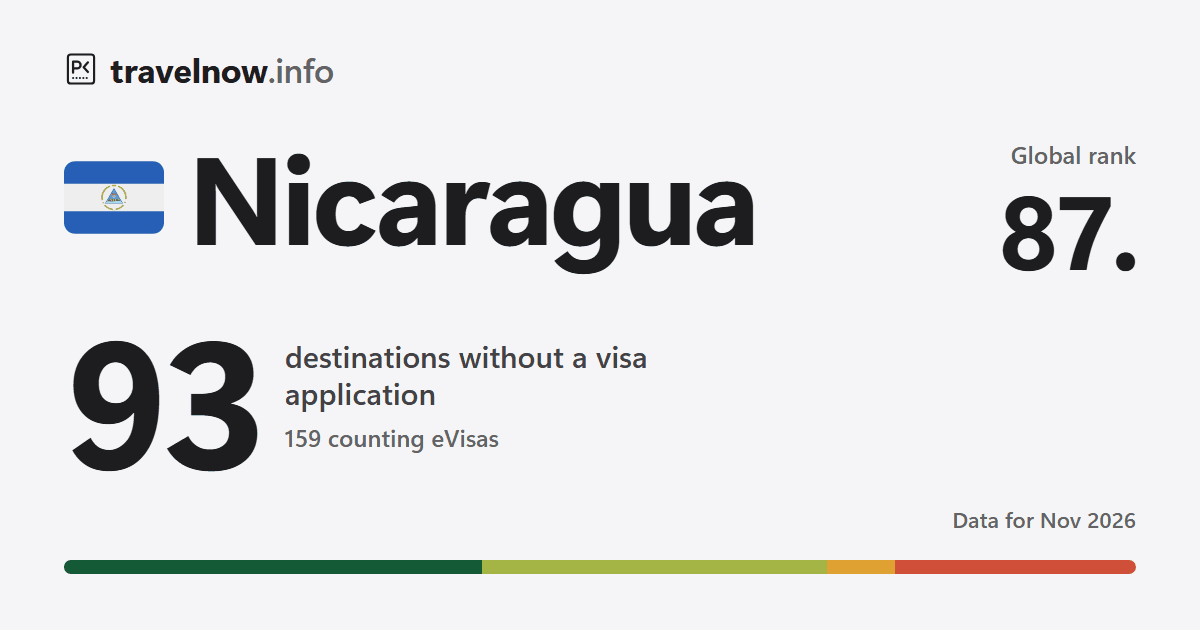 travelnow.info
Nicaragua
Global rank
87.
93
destinations without a visa
application
159 counting eVisas
Data for Nov 2026